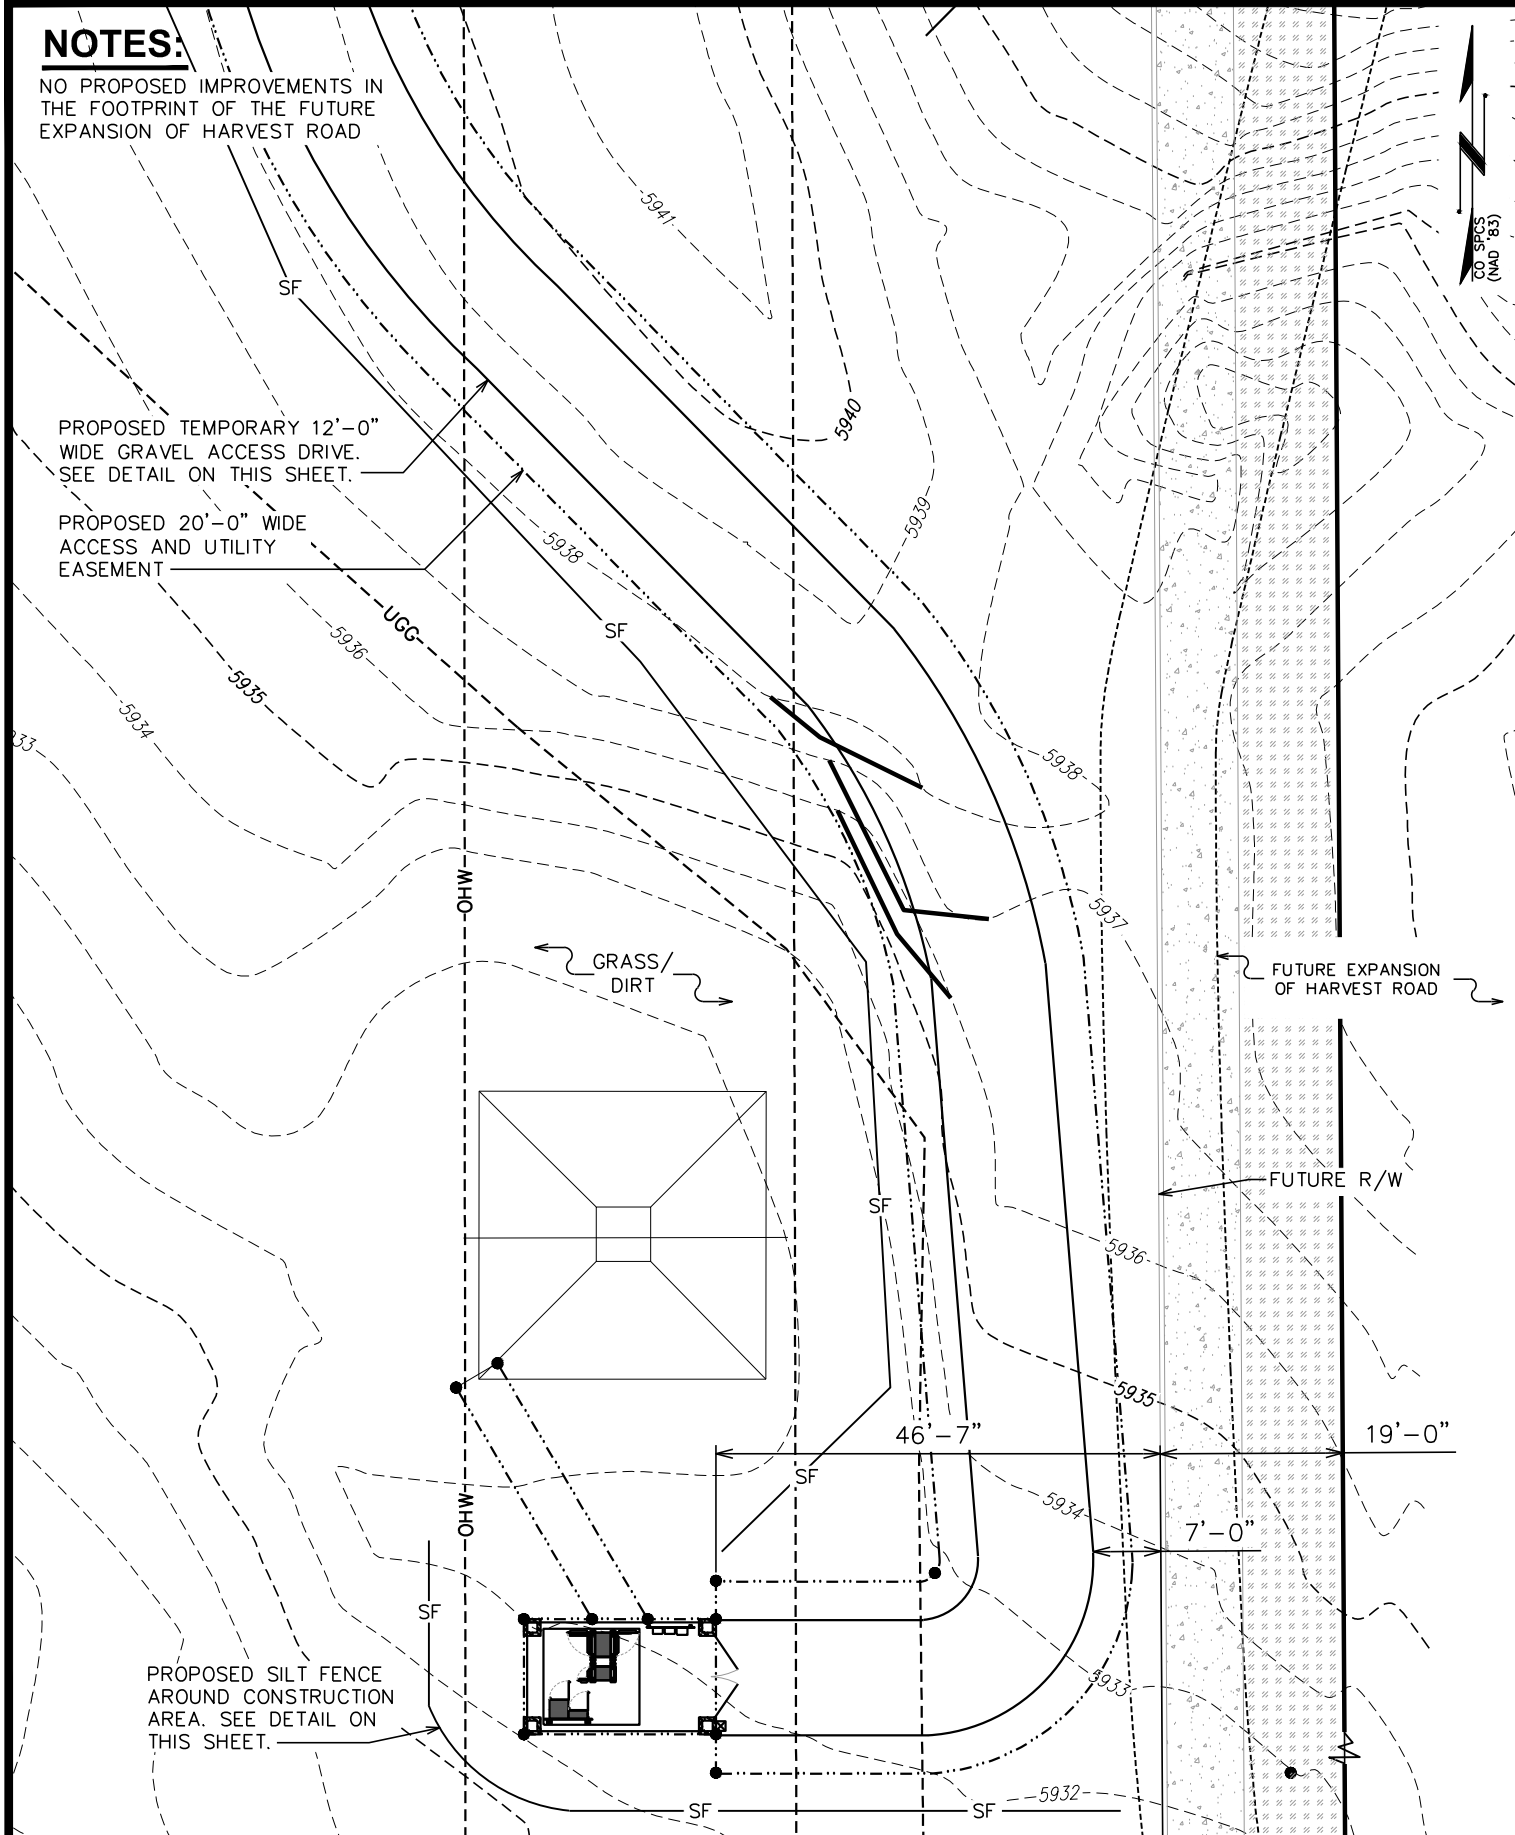 NOTES:
NO PROPOSED IMPROVEMENTS IN
THE FOOTPRINT OF THE FUTURE
EXPANSION OF HARVEST ROAD
CO SPCS
(NAD '83)
5941
SF
PROPOSED TEMPORARY 12'-0"
WIDE GRAVEL ACCESS DRIVE.
SEE DETAIL ON THIS SHEET.
5940
PROPOSED 20'-0" WIDE
ACCESS AND UTILITY
EASEMENT
5939
5938
UGG
SF
5936
5935
5934
33
5938
OHW
5937
GRASS/
DIRT
FUTURE EXPANSION
OF HARVEST ROAD
FUTURE R/W
SF
5936
5935
46'-7"
19'-0"
SF
OHW
5934
7'-0"
SF
PROPOSED SILT FENCE
AROUND CONSTRUCTION
AREA. SEE DETAIL ON
THIS SHEET.
5933
5932
SF
SF